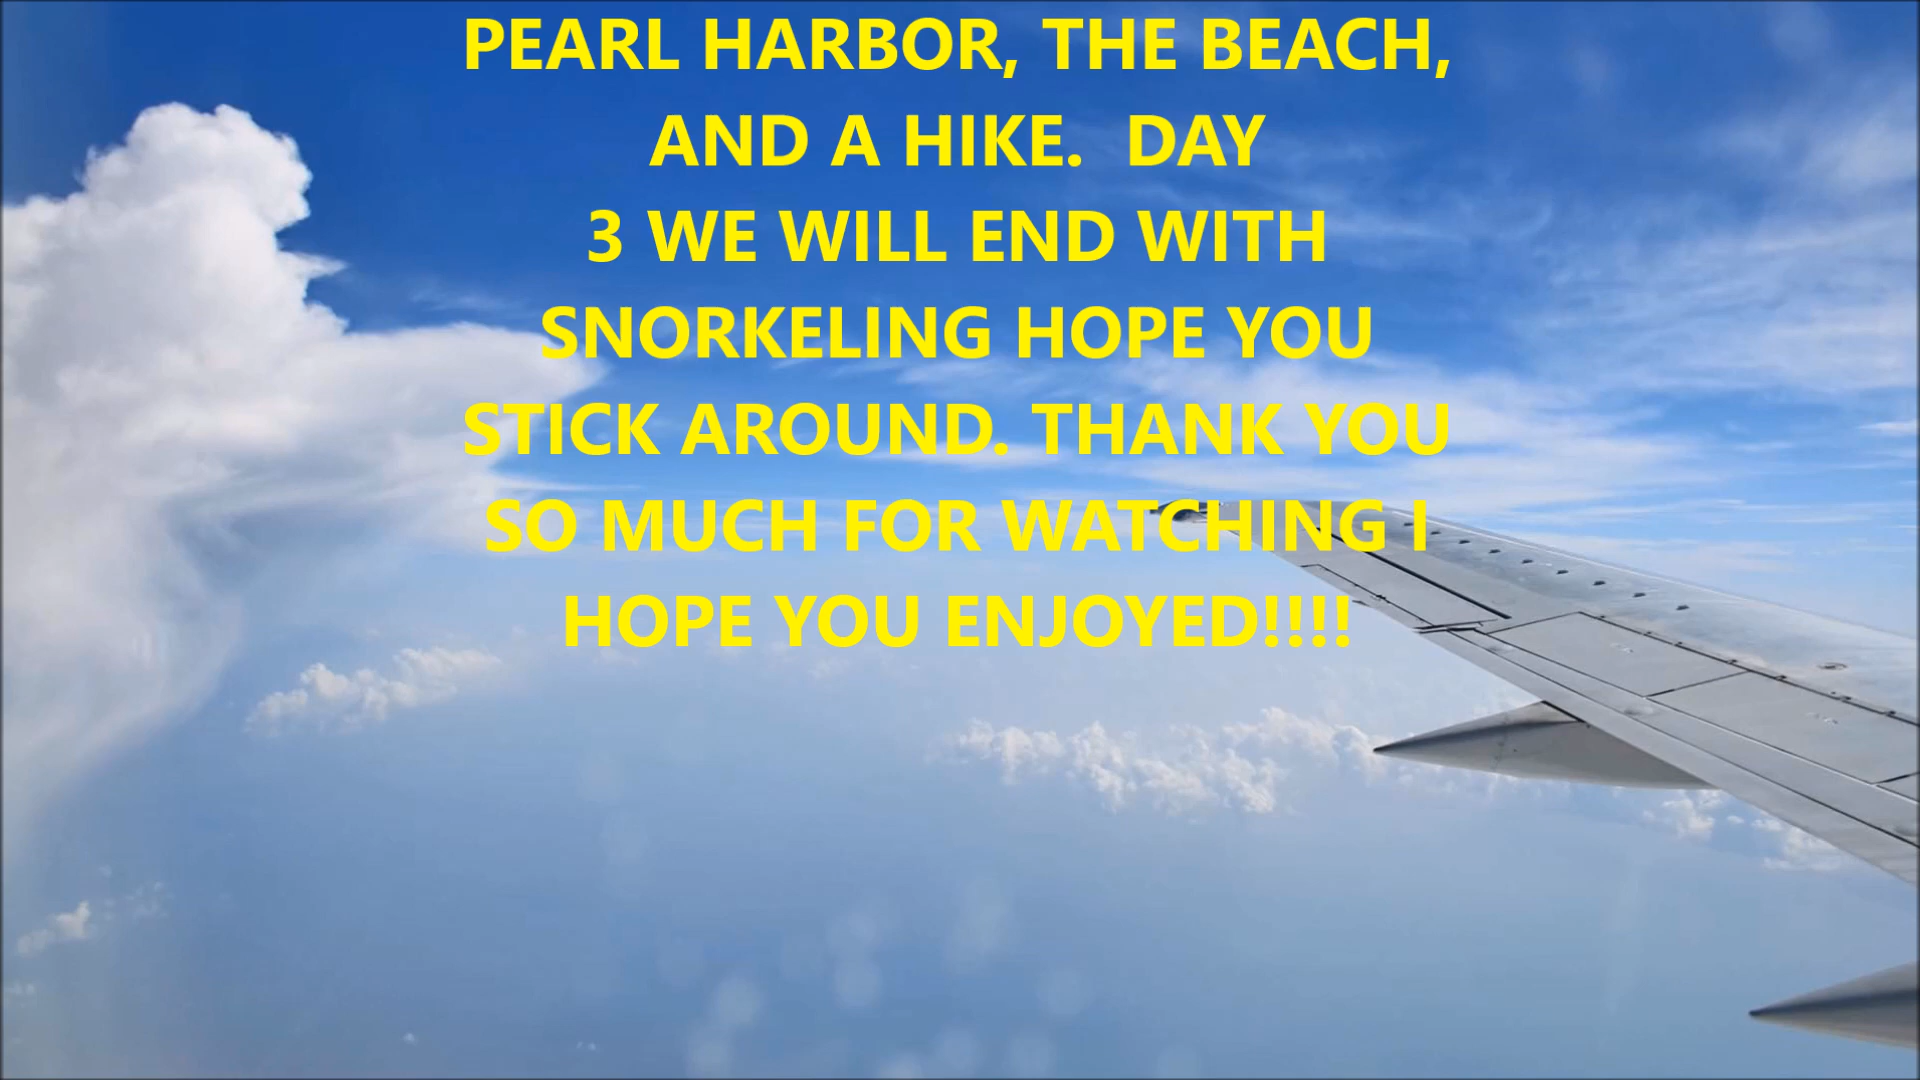 PEARL HARBOR, THE BEACH,
AND A HIKE.  DAY
3 WE WILL END WITH
SNORKELING HOPE YOU
STICK AROUND. THANK YOU
SO MUCH FOR WATCHING I
HOPE YOU ENJOYED!!!!